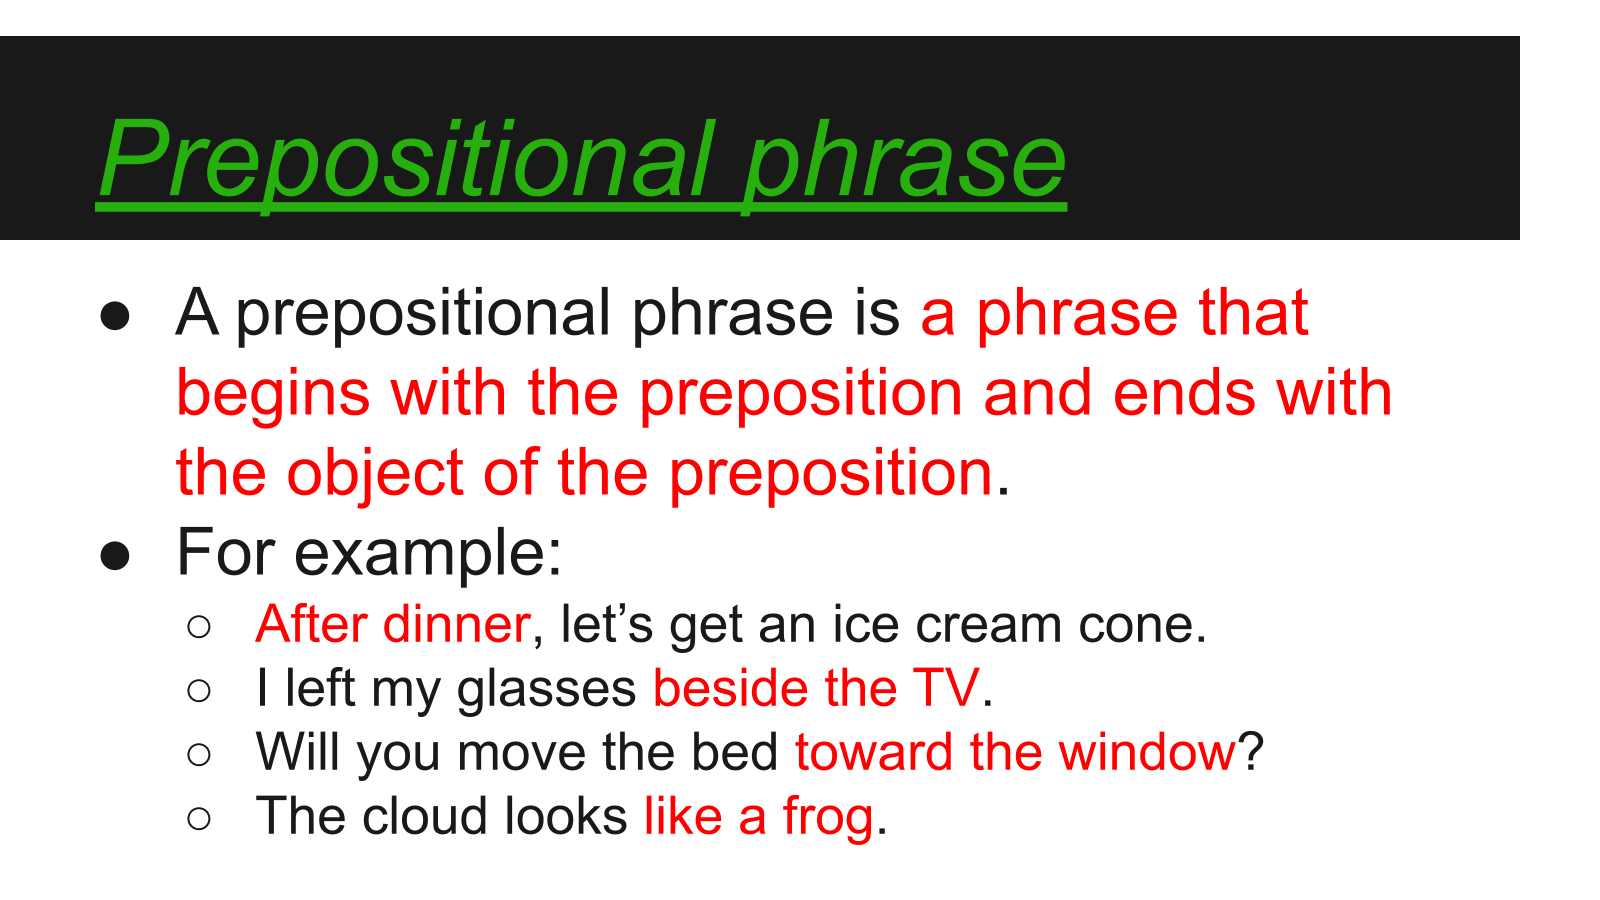 Prepositional phrase
● A prepositional phrase is a phrase that
begins with the preposition and ends with
the object of the preposition.
● For example:
○ After dinner, let’s get an ice cream cone.
○ I left my glasses beside the TV.
○ Will you move the bed toward the window?
○ The cloud looks like a frog.